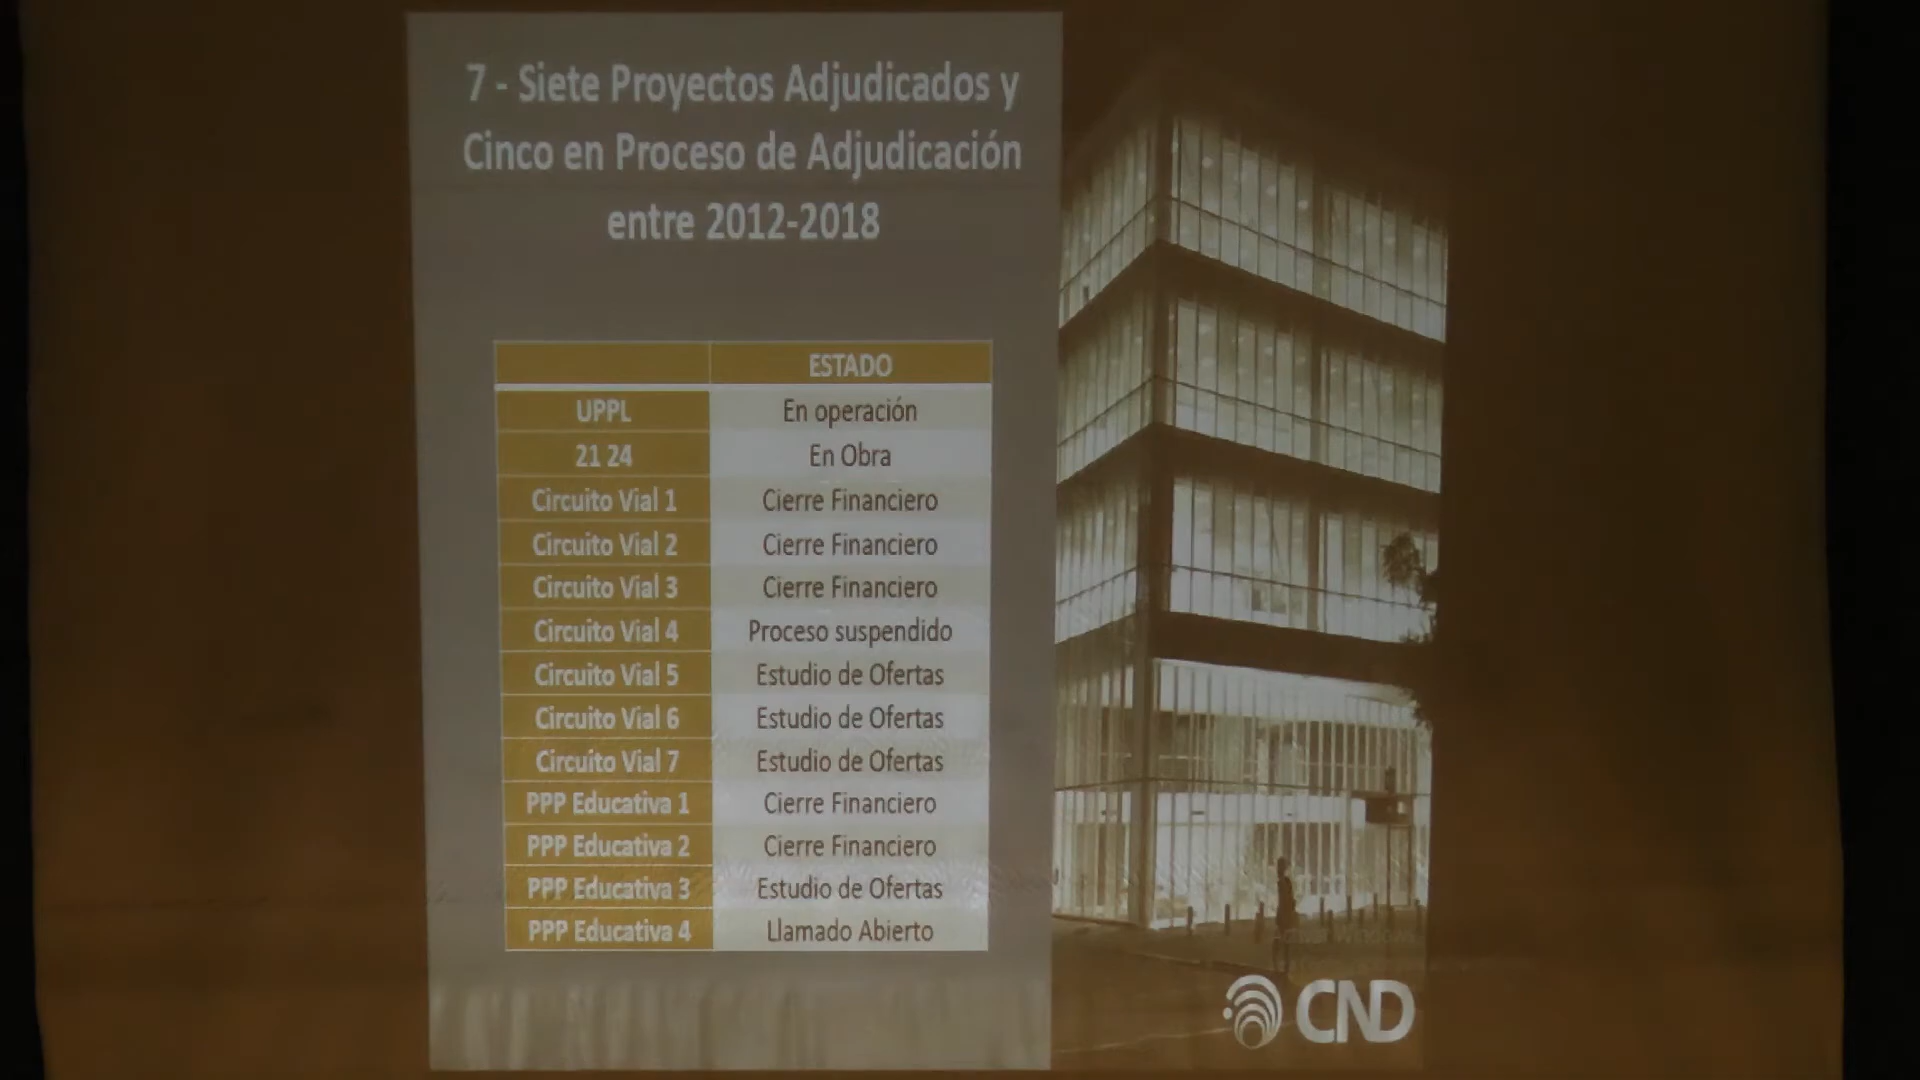 7 - Siete Proyectos Adjudicados y
Cinco en Proceso de Adjudicación
entre 2012-2018
ESTADO
UPPL En operación
21 24 En Obra
Circuito Vial 1 Cierre Financiero
Circuito Vial 2 Cierre Financiero
Circuito Vial 3 Cierre Financiero
Circuito Vial 4 Proceso suspendido
Circuito Vial 5 Estudio de Ofertas
Circuito Vial 6 Estudio de Ofertas
Circuito Vial 7 Estudio de Ofertas
PPP Educativa 1 Cierre Financiero
PPP Educativa 2 Cierre Financiero
PPP Educativa 3 Estudio de Ofertas
PPP Educativa 4 Llamado Abierto
Activar Windows
CND